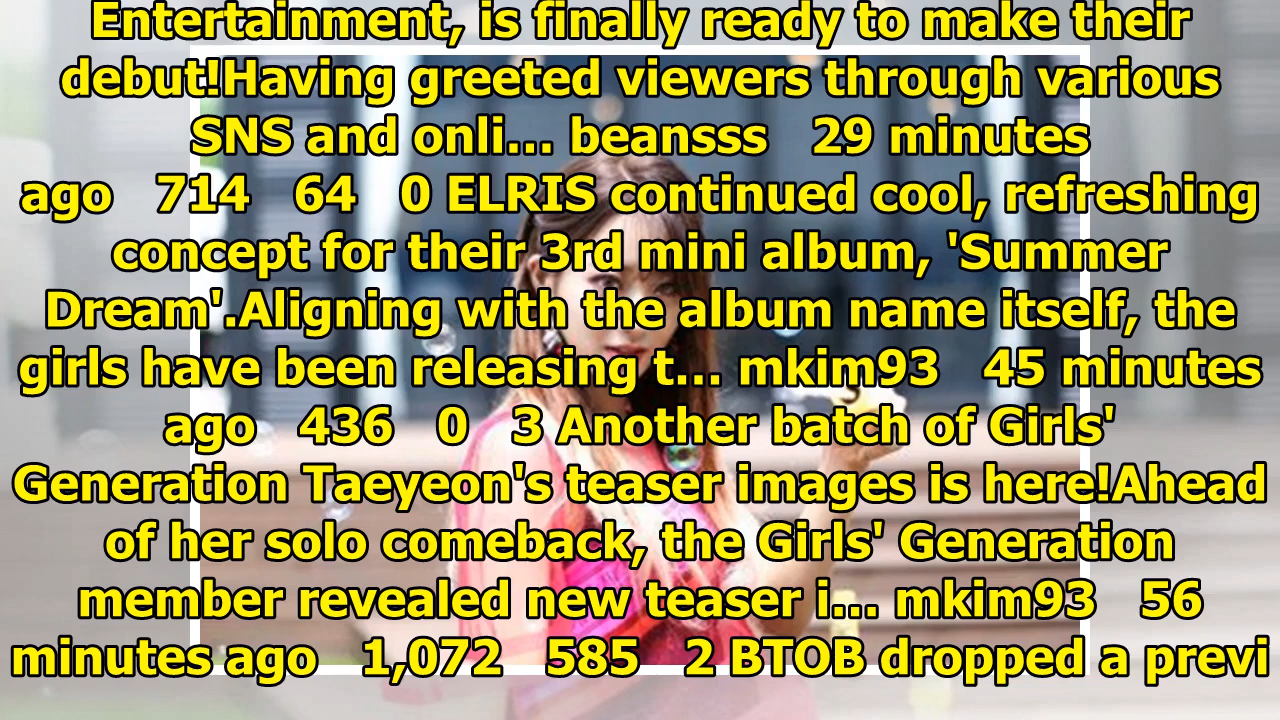 Entertainment, is finally ready to make their
debut!Having greeted viewers through various
SNS and onli... beansss 29 minutes
ago 714 64 0 ELRIS continued cool, refreshing
concept for their 3rd mini album, 'Summer
Dream'.Aligning with the album name itself, the
girls have been releasing t... mkim93 45 minutes
ago 436 0 3 Another batch of Girls'
Generation Taeyeon's teaser images is here!Ahead
of her solo comeback, the Girls' Generation
member revealed new teaser i... mkim93 56
minutes ago 1,072 585 2 BTOB dropped a previ